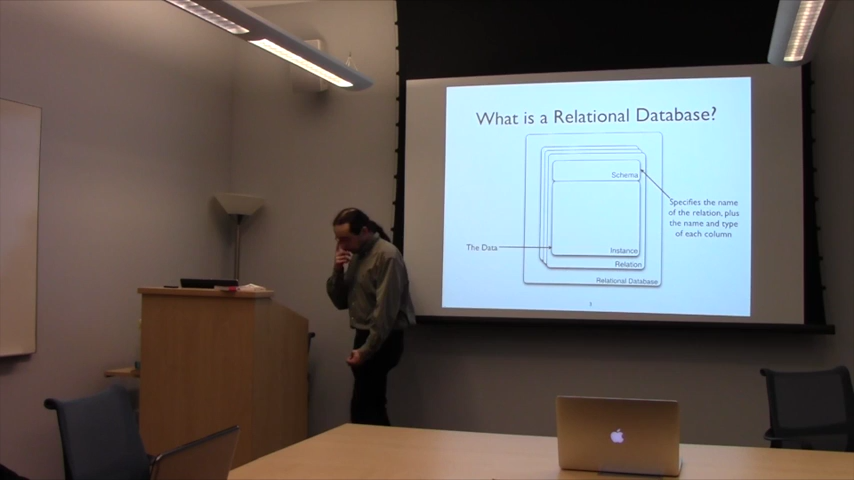 What is a Relational Database?
Schema
Specifies the name
of the relation, plus
the name and type
of each column
The Data
Instance
Relation
Relational Database